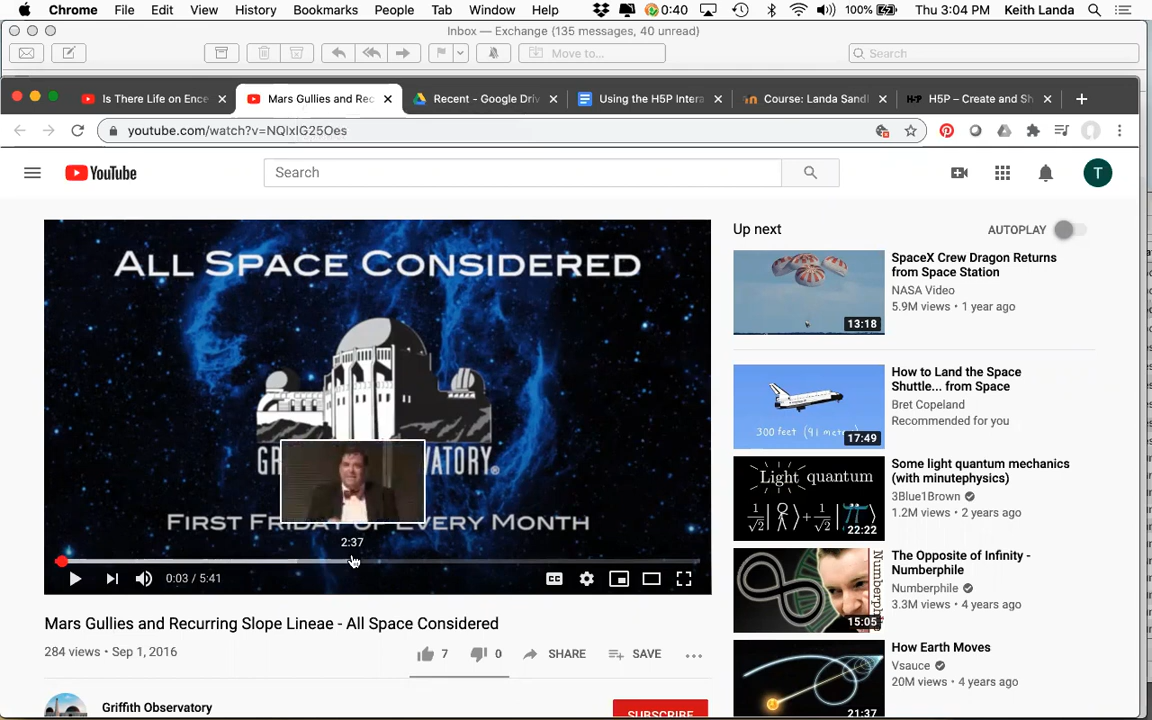 Chrome File Edit View History Bookmarks People Tab Window Help 0:40 100% Thu 3:04 PM Keith Landa
Inbox — Exchange (135 messages, 40 unread)
Move to...
Search
Is There Life on Ence
Mars Gullies and Rec
Recent - Google Driv
Using the H5P Intera
Course: Landa Sandl
H5P – Create and Sh
youtube.com/watch?v=NQIxIG25Oes
YouTube
Search
T
ALL SPACE CONSIDERED
FIRST FRIDAY OF EVERY MONTH
2:37
0:03 / 5:41
CC
Mars Gullies and Recurring Slope Lineae - All Space Considered
284 views • Sep 1, 2016
7
0
SHARE
SAVE
Griffith Observatory
SUBSCRIBE
Up next
AUTOPLAY
13:18
SpaceX Crew Dragon Returns
from Space Station
NASA Video
5.9M views • 1 year ago
17:49
How to Land the Space
Shuttle... from Space
Bret Copeland
Recommended for you
Light quantum
22:22
Some light quantum mechanics
(with minutephysics)
3Blue1Brown
1.2M views • 2 years ago
Numberphile
15:05
The Opposite of Infinity -
Numberphile
Numberphile
3.3M views • 4 years ago
21:37
How Earth Moves
Vsauce
20M views • 4 years ago